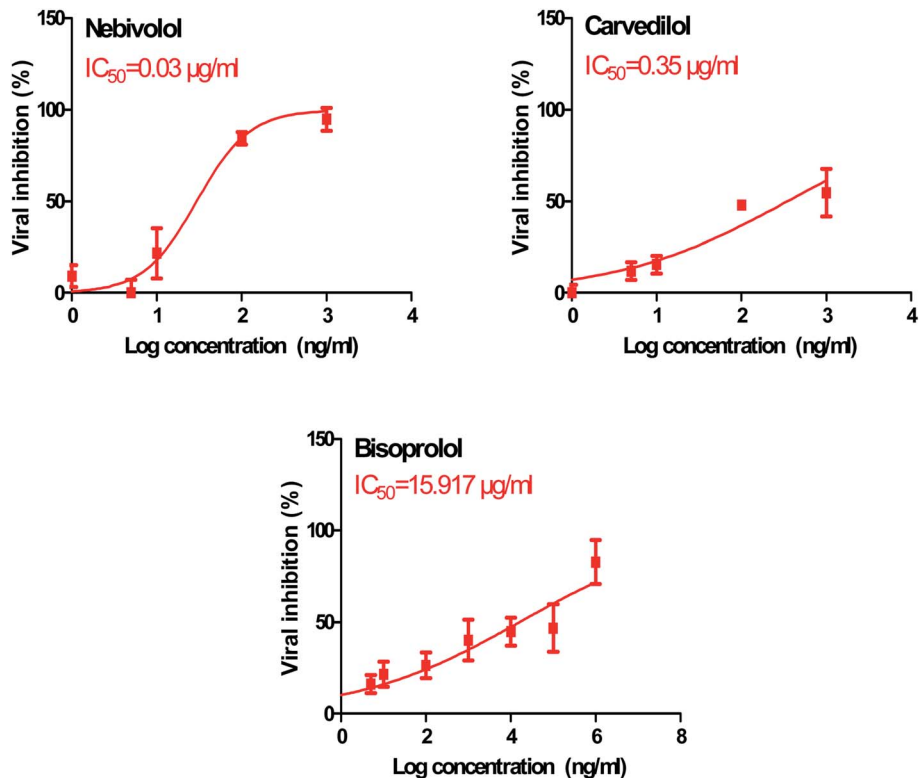 Nebivolol
IC50=0.03 µg/ml
Viral inhibition (%)
150
100
50
0
0 1 2 3 4
Log concentration (ng/ml)
Carvedilol
IC50=0.35 µg/ml
Viral inhibition (%)
150
100
50
0
0 1 2 3 4
Log concentration (ng/ml)
Bisoprolol
IC50=15.917 µg/ml
Viral inhibition (%)
150
100
50
0
0 2 4 6 8
Log concentration (ng/ml)